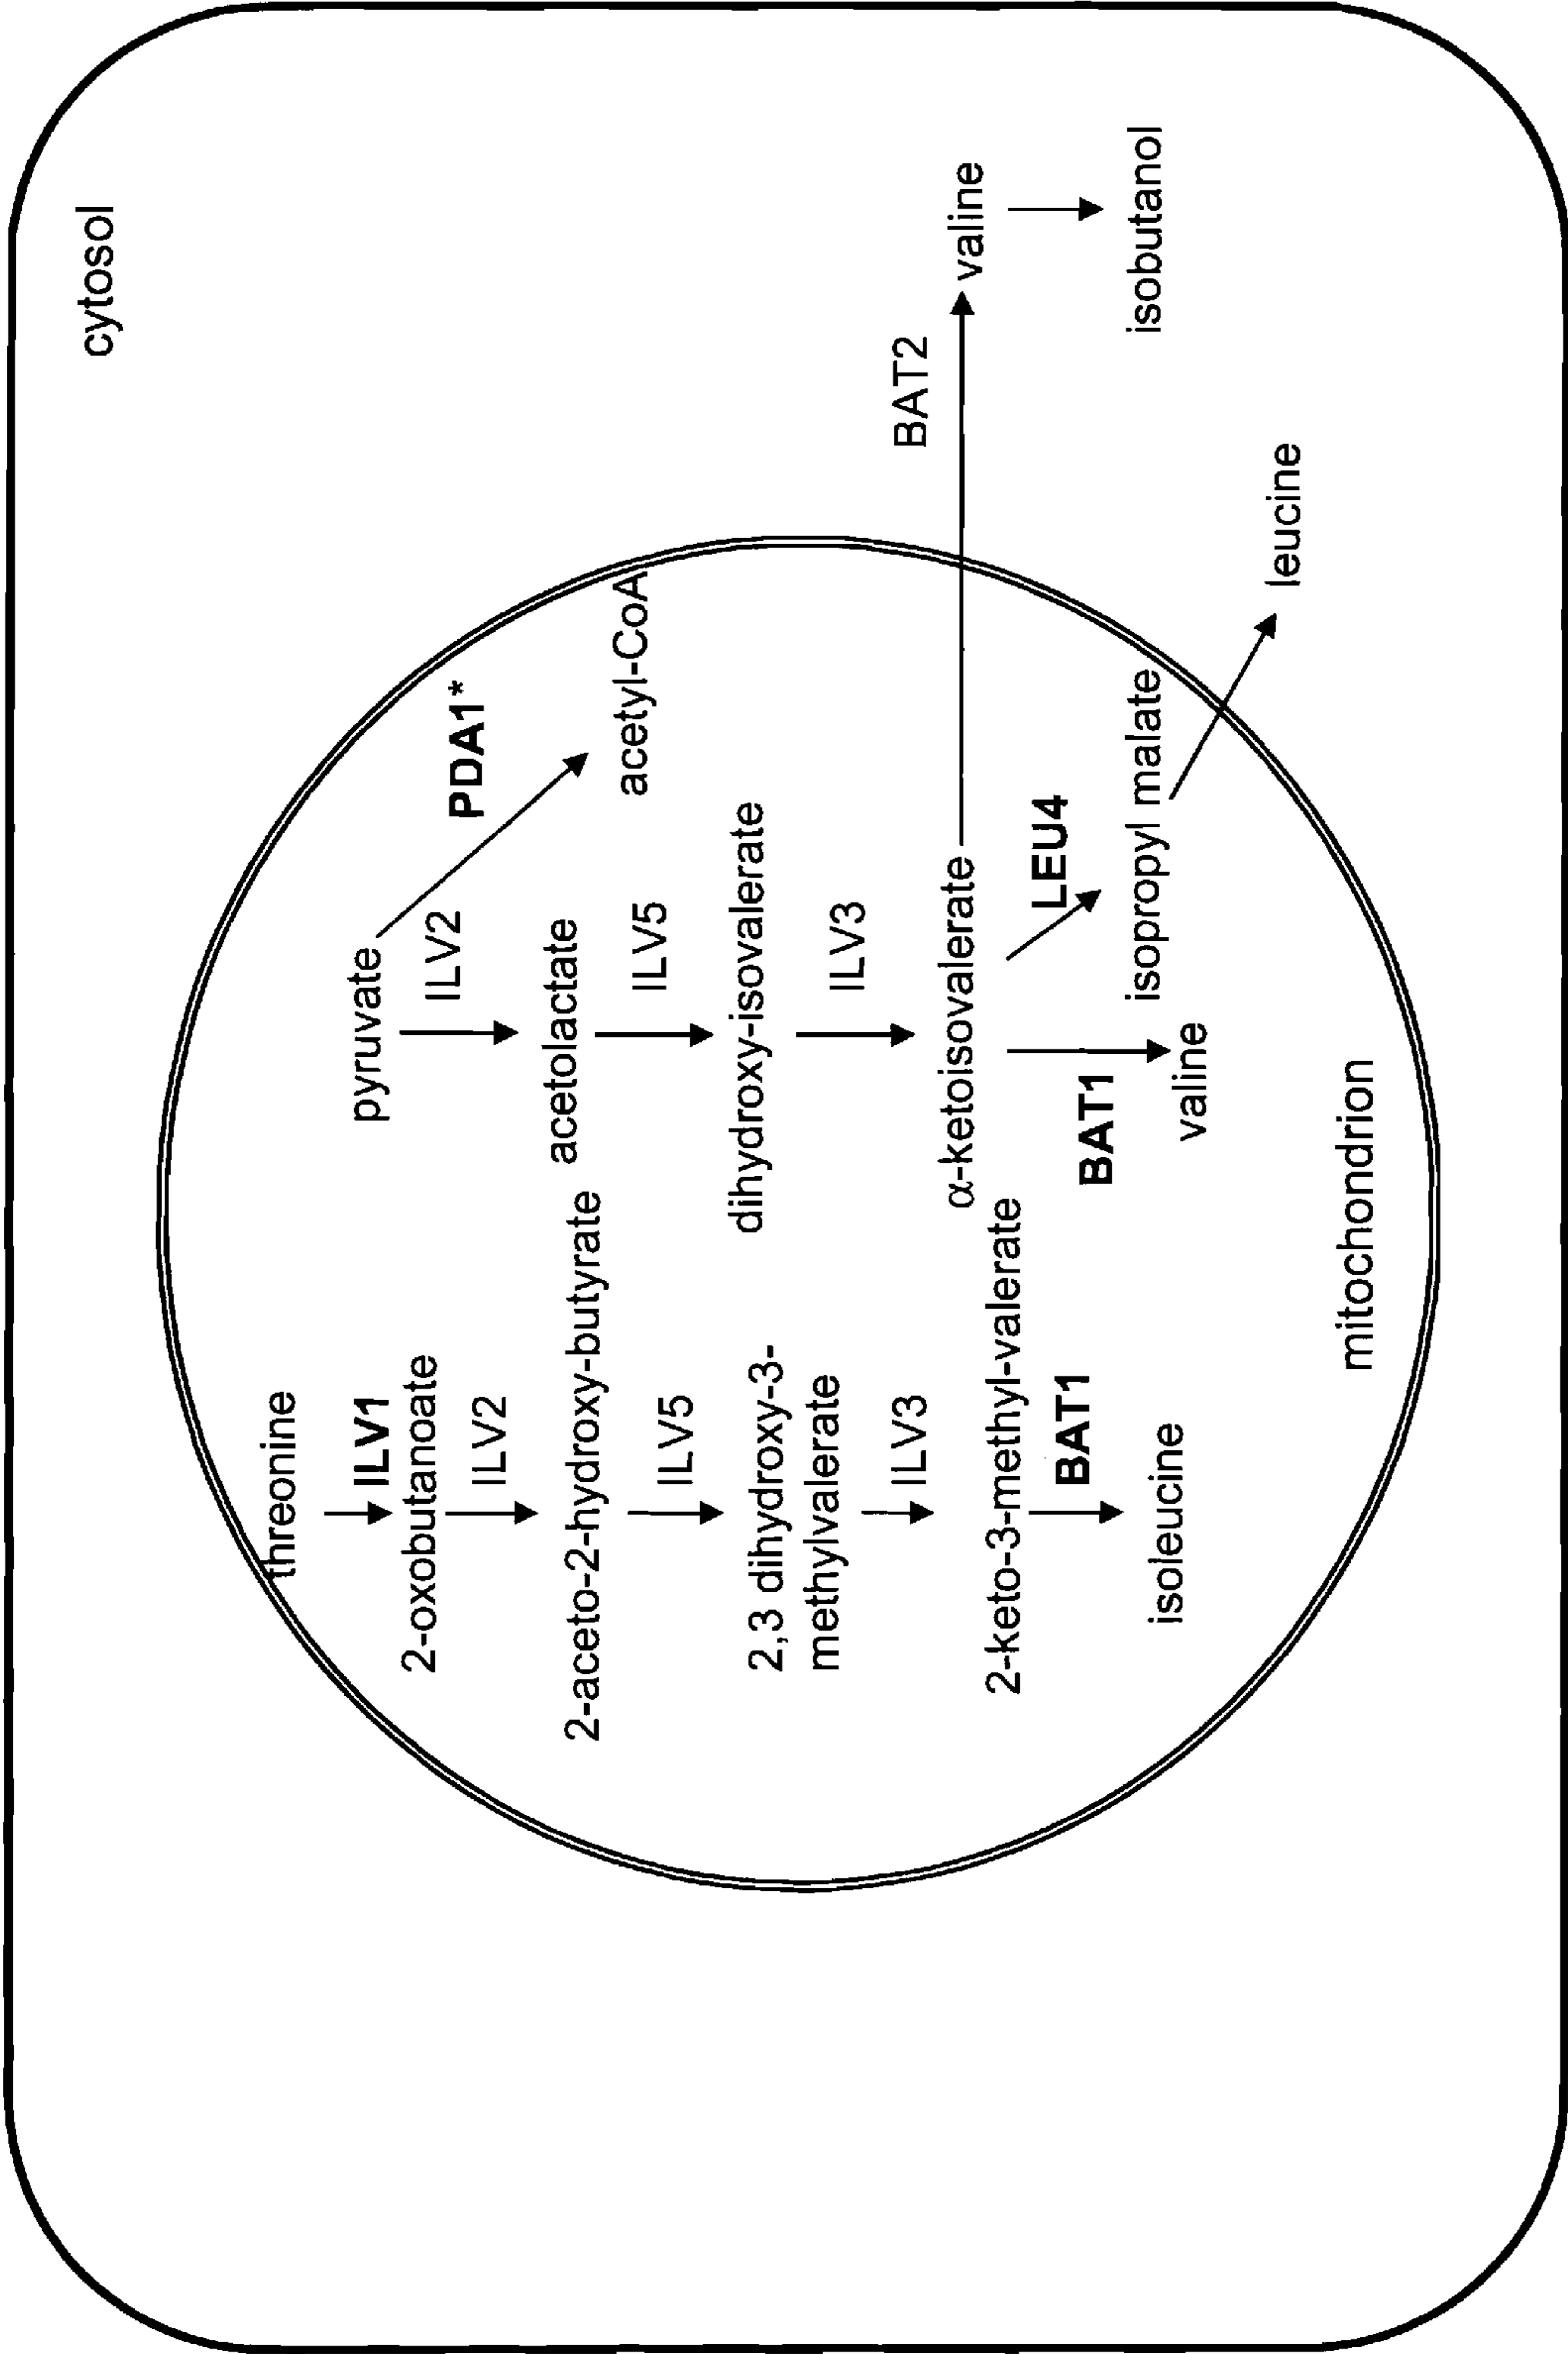 cytosol
threonine
ILV1
2-oxobutanoate
ILV2
2-aceto-2-hydroxy-butyrate
ILV5
2,3 dihydroxy-3-
methylvalerate
ILV3
2-keto-3-methyl-valerate
BAT1
isoleucine
pyruvate
PDA1*
acetyl-CoA
ILV2
acetolactate
ILV5
dihydroxy-isovalerate
ILV3
α-ketoisovalerate
BAT1
valine
LEU4
isopropyl malate
leucine
BAT2
valine
isobutanol
mitochondrion